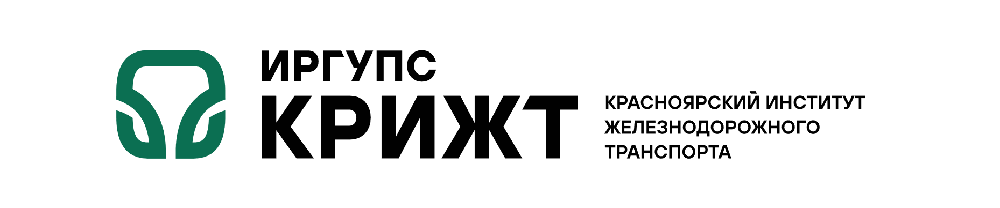 ИРГУПС
КРИЖТ
КРАСНОЯРСКИЙ ИНСТИТУТ
ЖЕЛЕЗНОДОРОЖНОГО
ТРАНСПОРТА